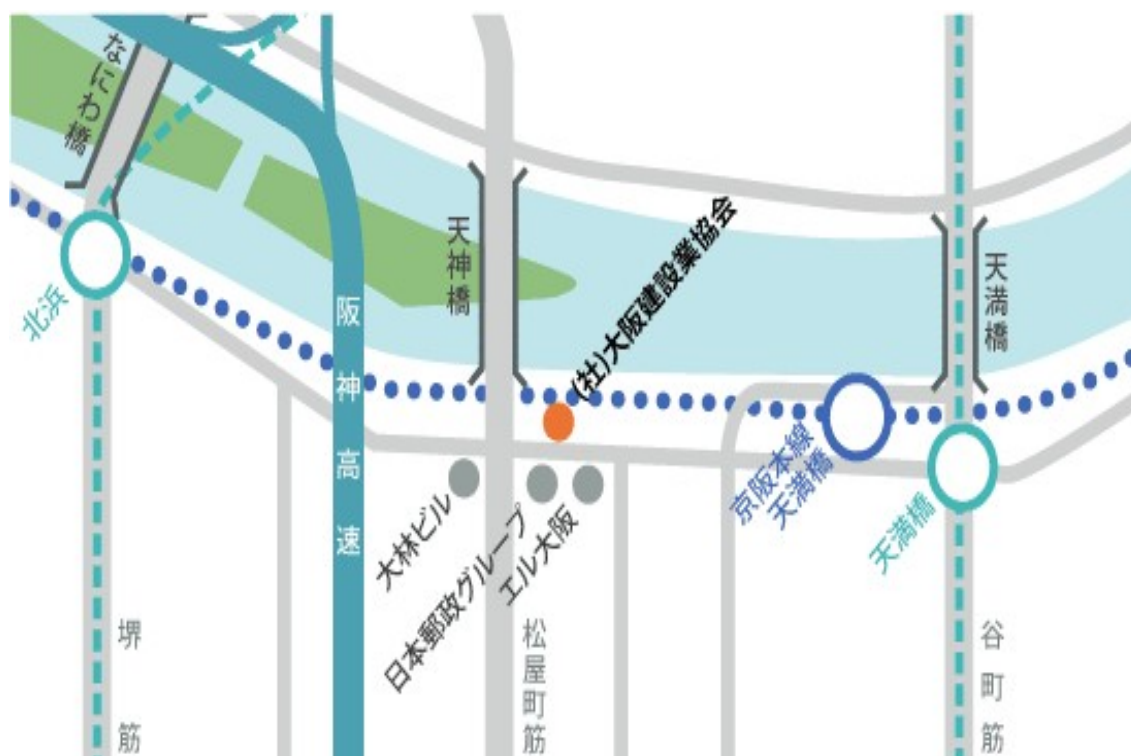 なにわ橋
天神橋
(社)大阪建設業協会
天満橋
北浜
阪神高速
京阪本線
天満橋
天満橋
大林ビル
日本郵政グループ
エル大阪
堺筋
松屋町筋
谷町筋